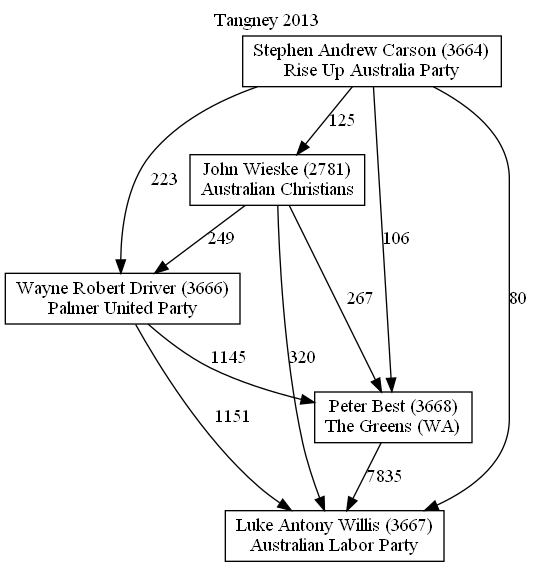 Tangney 2013
Stephen Andrew Carson (3664)
Rise Up Australia Party
125
John Wieske (2781)
Australian Christians
223
249
106
Wayne Robert Driver (3666)
Palmer United Party
267
80
1145
320
Peter Best (3668)
The Greens (WA)
1151
7835
Luke Antony Willis (3667)
Australian Labor Party